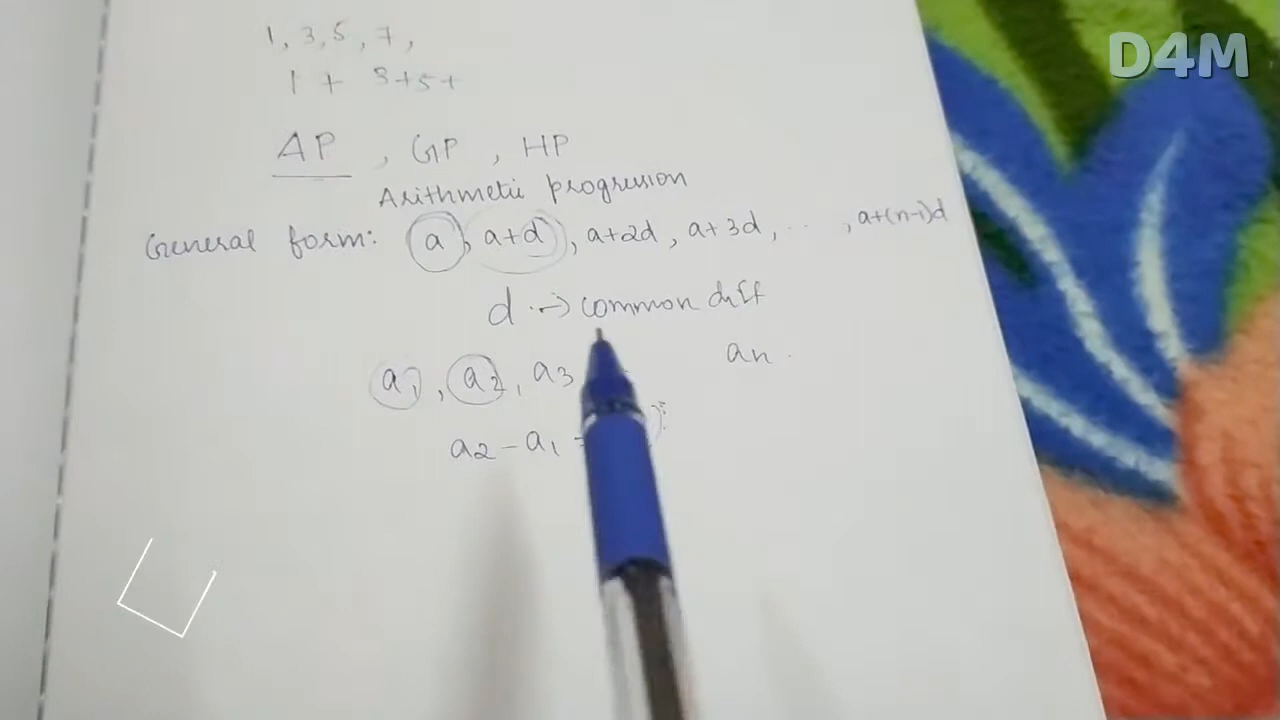 D4M
1, 3, 5, 7,
1 + 3+5+
AP, GP, HP
Arithmetic progression
General form: a, a+d, a+2d, a+3d, ..., a+(n-1)d
d → common diff
a1, a2, a3 an.
a2 - a1